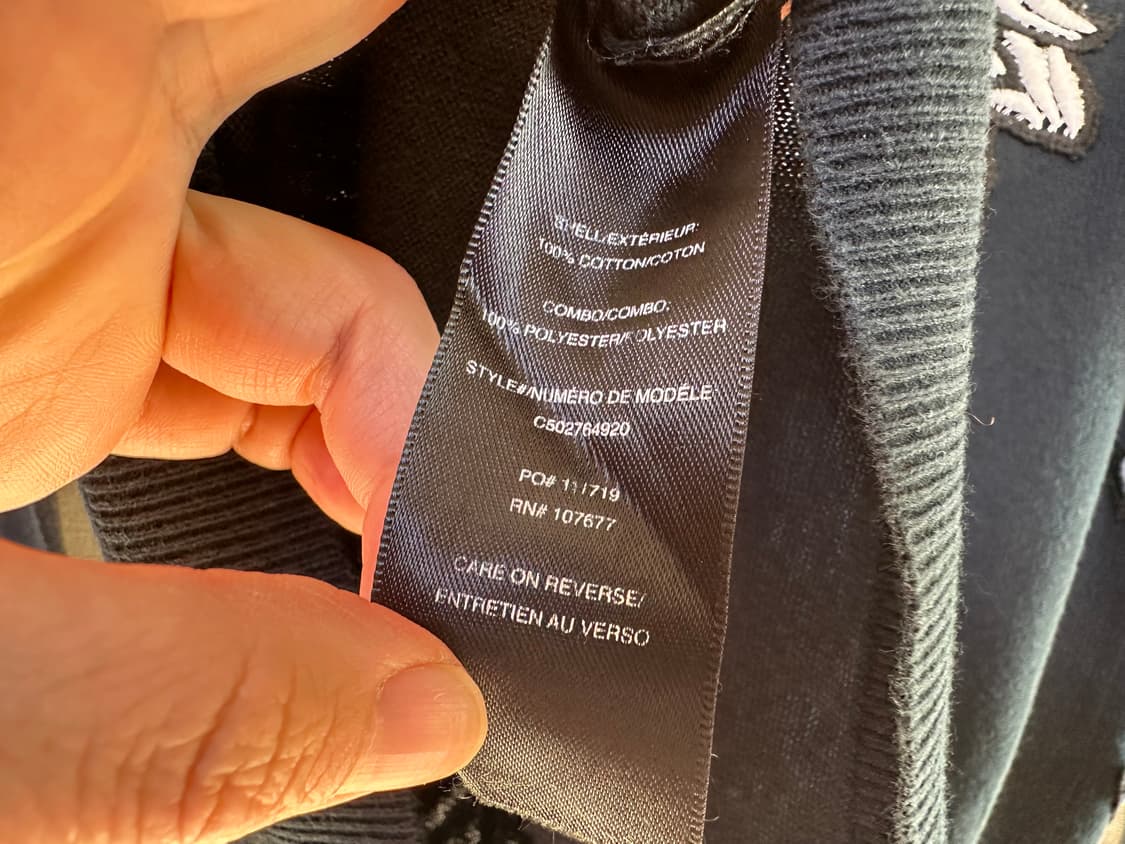 SHELL/EXTÉRIEUR:
100% COTTON/COTON
COMBO/COMBO:
100% POLYESTER/POLYESTER
STYLE#/NUMÉRO DE MODÈLE
C502764920
PO#
RN# 107677
CARE ON REVERSE/
ENTRETIEN AU VERSO